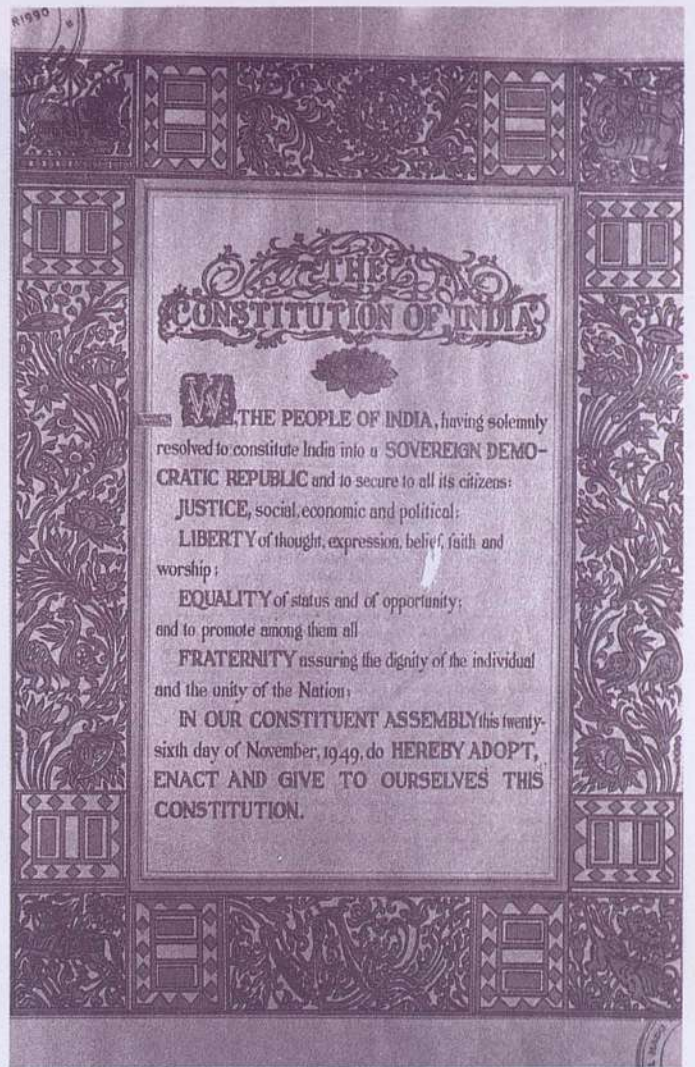 R1990
THE
CONSTITUTION OF INDIA
WE, THE PEOPLE OF INDIA, having solemnly
resolved to constitute India into a SOVEREIGN DEMO-
CRATIC REPUBLIC and to secure to all its citizens:
JUSTICE, social, economic and political;
LIBERTY of thought, expression, belief, faith and
worship;
EQUALITY of status and of opportunity;
and to promote among them all
FRATERNITY assuring the dignity of the individual
and the unity of the Nation;
IN OUR CONSTITUENT ASSEMBLY this twenty-
sixth day of November, 1949, do HEREBY ADOPT,
ENACT AND GIVE TO OURSELVES THIS
CONSTITUTION.